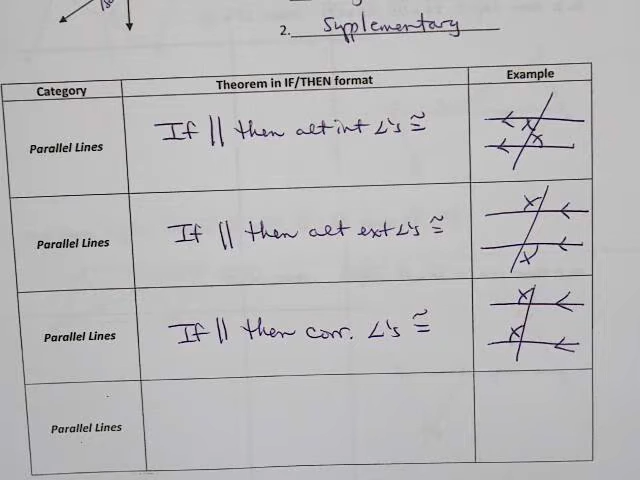 2. Supplementary
Category Theorem in IF/THEN format Example
Parallel Lines If || then alt int ∠'s ≅
Parallel Lines If || then alt ext ∠'s ≅
Parallel Lines If || then corr. ∠'s ≅
Parallel Lines